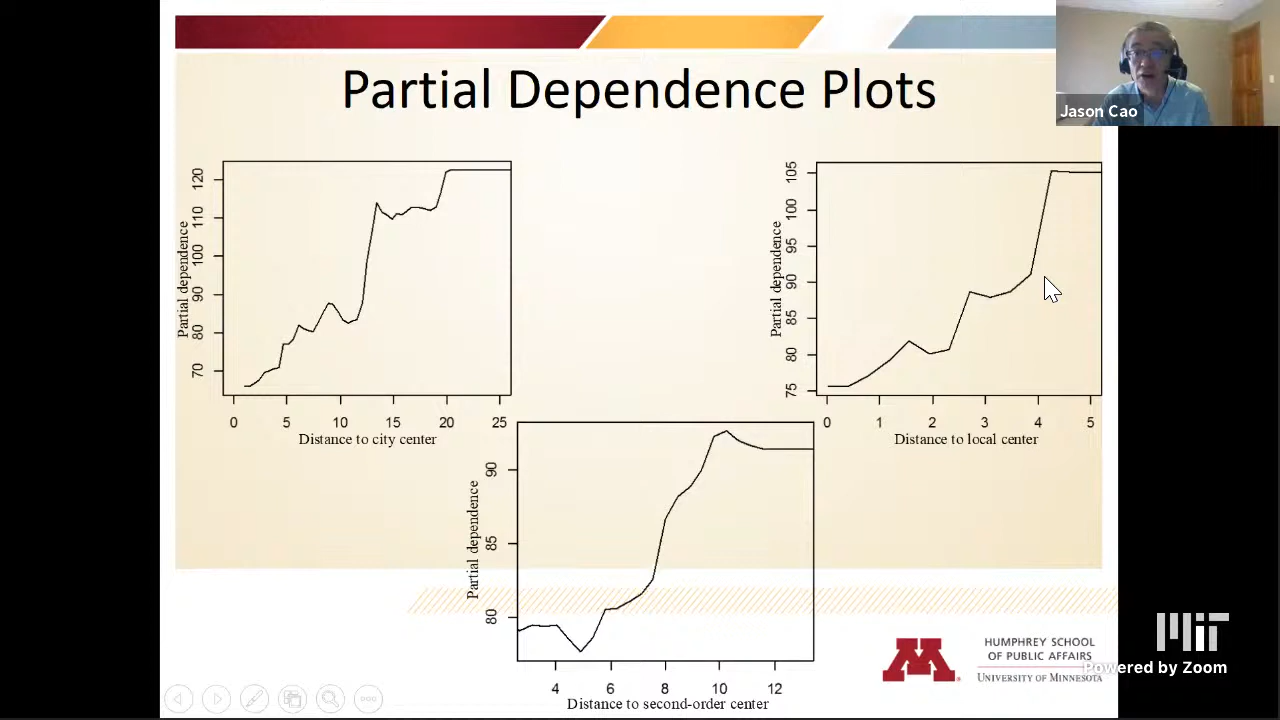 Partial Dependence Plots
Jason Cao
Partial dependence
70 80 90 100 110 120
0 5 10 15 20 25
Distance to city center
Partial dependence
75 80 85 90 95 100 105
0 1 2 3 4 5
Distance to local center
Partial dependence
80 85 90
4 6 8 10 12
Distance to second-order center
M
HUMPHREY SCHOOL
OF PUBLIC AFFAIRS
UNIVERSITY OF MINNESOTA
MIT
Powered by Zoom